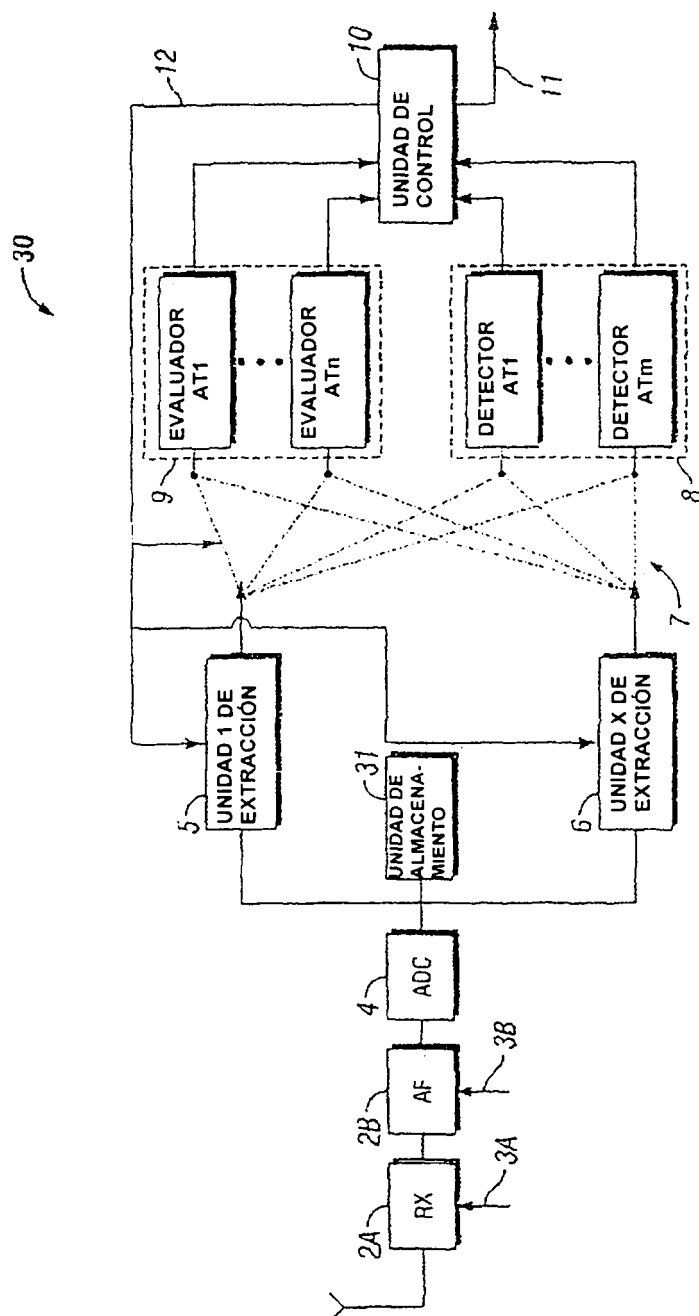 30
12
10
UNIDAD DE
CONTROL
11
9
EVALUADOR
AT1
EVALUADOR
ATn
DETECTOR
AT1
DETECTOR
ATm
8
7
5
UNIDAD 1 DE
EXTRACCIÓN
31
UNIDAD DE
ALMACENA-
MIENTO
6
UNIDAD X DE
EXTRACCIÓN
4
ADC
2B
AF
3B
2A
RX
3A